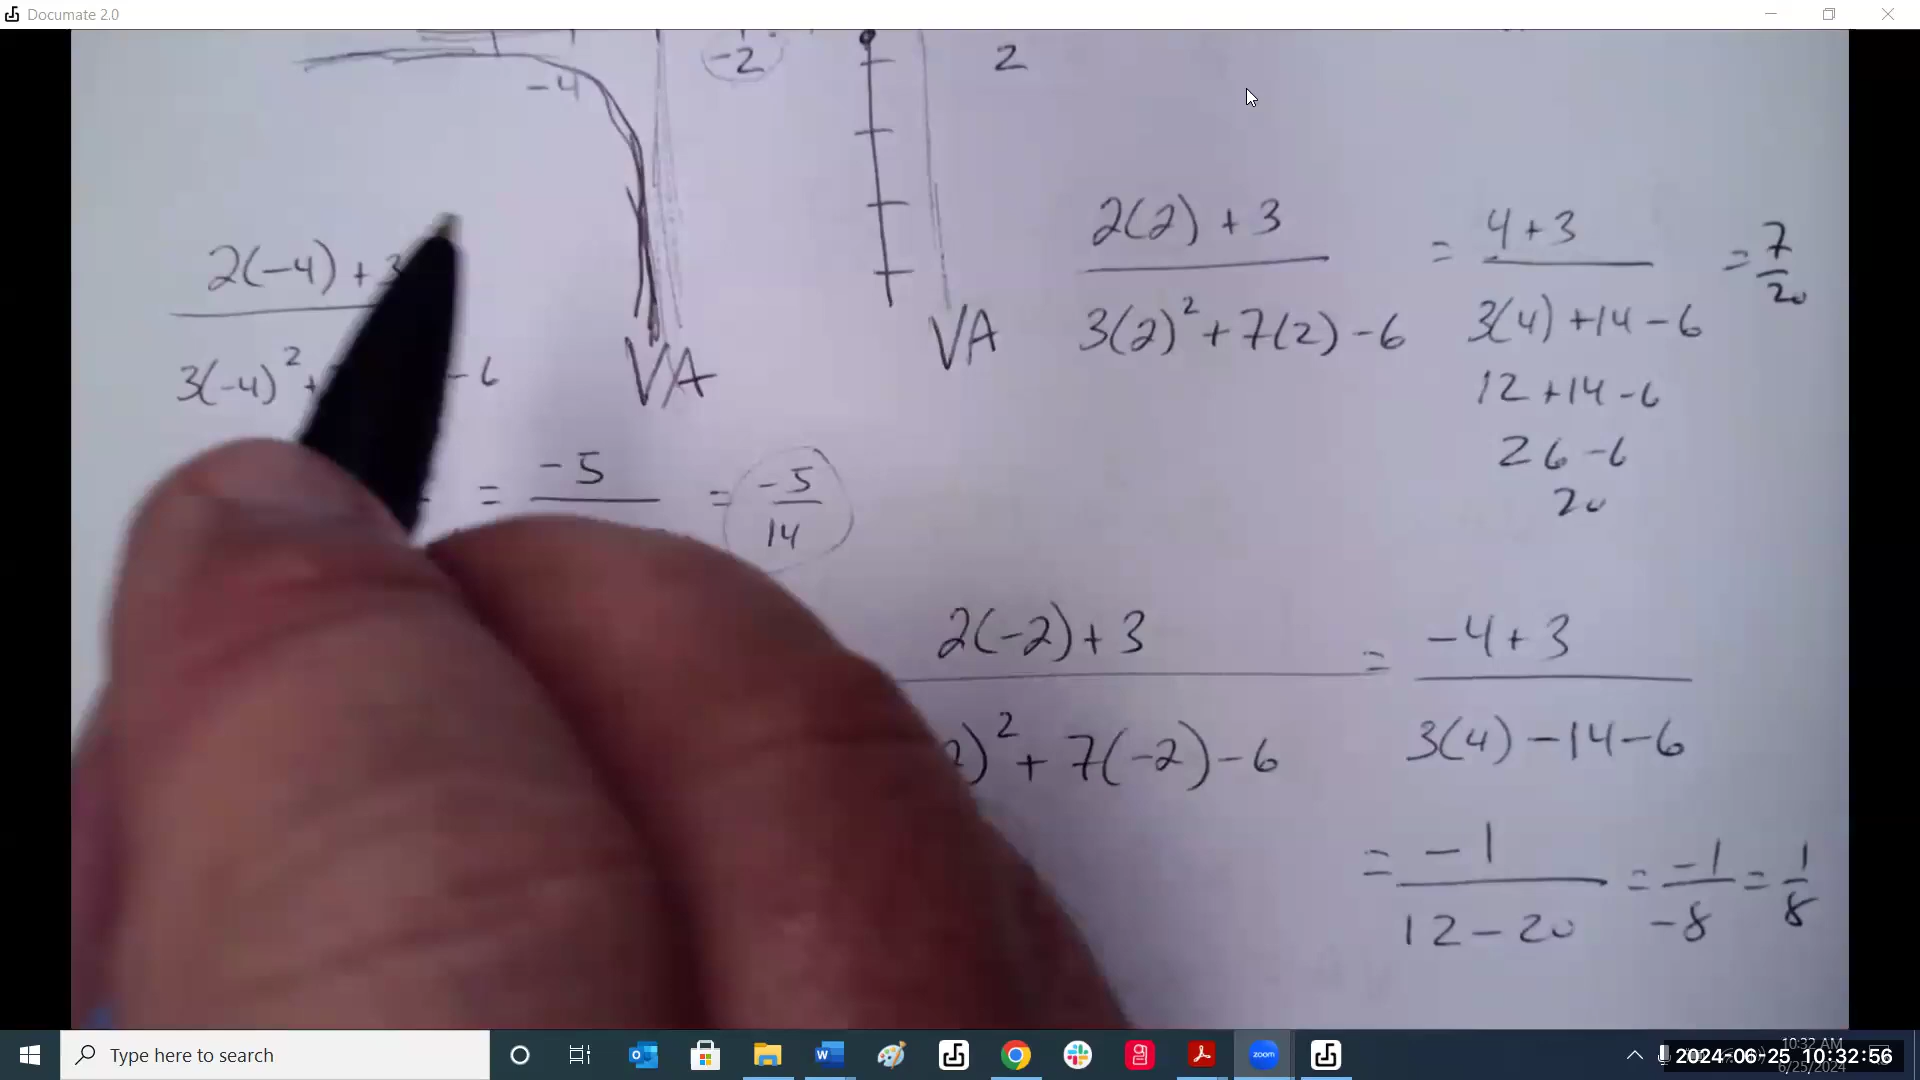 Documate 2.0
-2
2
-4
2(2) + 3
= 4 + 3
= 7
20
2(-4) + 3
3(2)² + 7(2) - 6
3(4) + 14 - 6
VA
VA
3(-4)² +
- 6
12 + 14 - 6
26 - 6
20
= -5
= -5
14
2(-2) + 3
= -4 + 3
)² + 7(-2) - 6
3(4) - 14 - 6
= -1
12 - 20
= -1
-8
= 1
8
Type here to search
zoom
10:32 AM
6/25/2024
2024-06-25 10:32:56